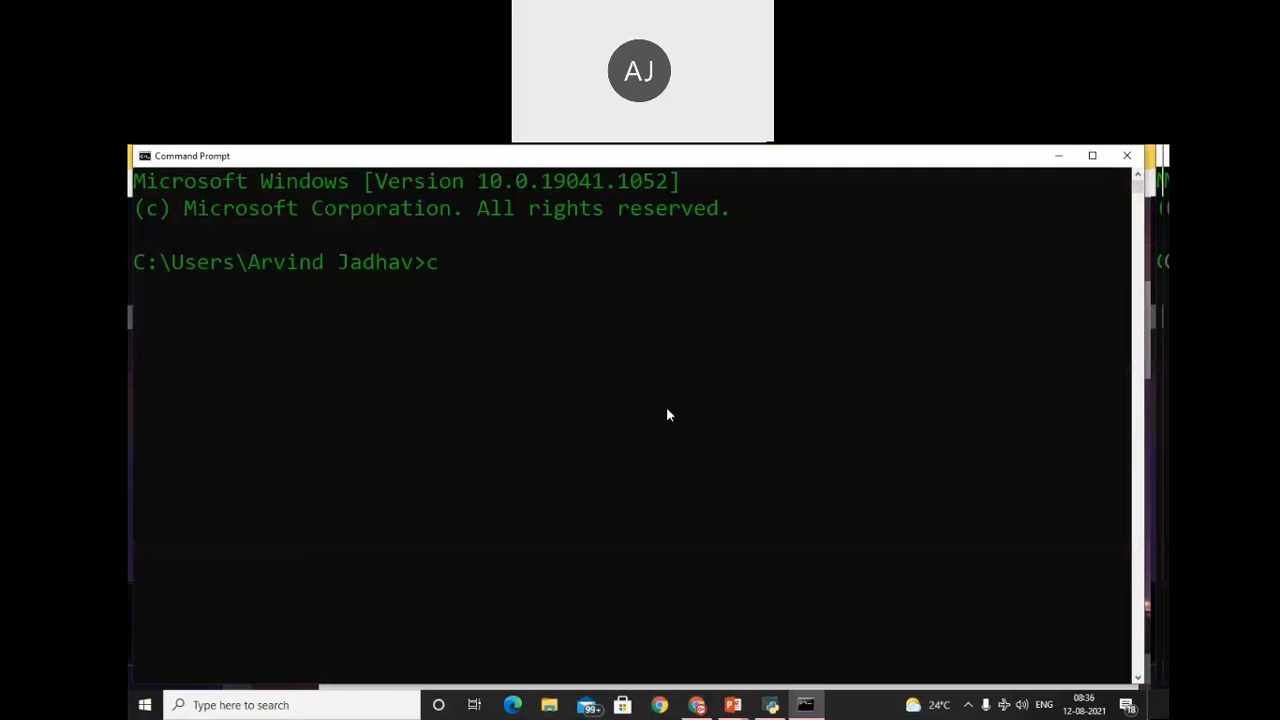 AJ
Command Prompt
Microsoft Windows [Version 10.0.19041.1052]
(c) Microsoft Corporation. All rights reserved.
C:\Users\Arvind Jadhav>c
Type here to search
99+
24°C
ENG
08:36
12-08-2021
18